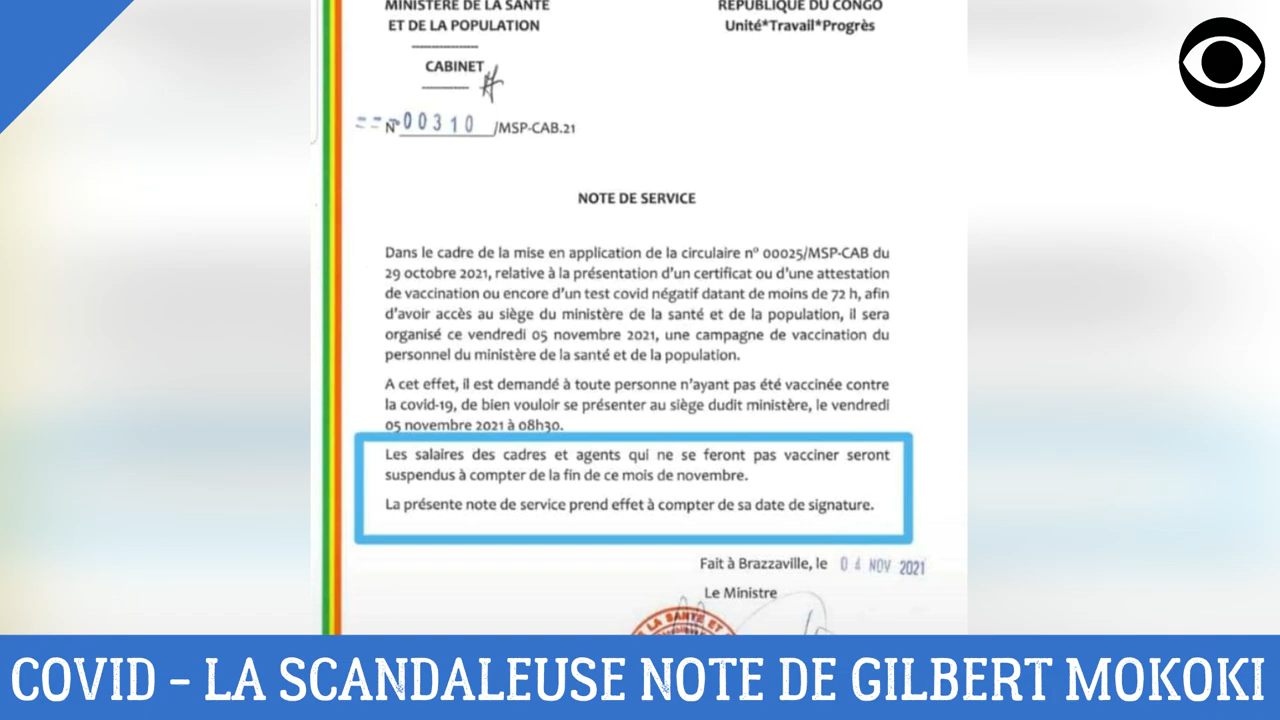 MINISTERE DE LA SANTE
ET DE LA POPULATION
CABINET
REPUBLIQUE DU CONGO
Unité*Travail*Progrès
N° 00310 /MSP-CAB.21
NOTE DE SERVICE
Dans le cadre de la mise en application de la circulaire n° 00025/MSP-CAB du
29 octobre 2021, relative à la présentation d'un certificat ou d'une attestation
de vaccination ou encore d'un test covid négatif datant de moins de 72 h, afin
d'avoir accès au siège du ministère de la santé et de la population, il sera
organisé ce vendredi 05 novembre 2021, une campagne de vaccination du
personnel du ministère de la santé et de la population.
A cet effet, il est demandé à toute personne n'ayant pas été vaccinée contre
la covid-19, de bien vouloir se présenter au siège dudit ministère, le vendredi
05 novembre 2021 à 08h30.
Les salaires des cadres et agents qui ne se feront pas vacciner seront
suspendus à compter de la fin de ce mois de novembre.
La présente note de service prend effet à compter de sa date de signature.
Fait à Brazzaville, le 04 NOV 2021
Le Ministre
LA SANTE ET
COVID - LA SCANDALEUSE NOTE DE GILBERT MOKOKI